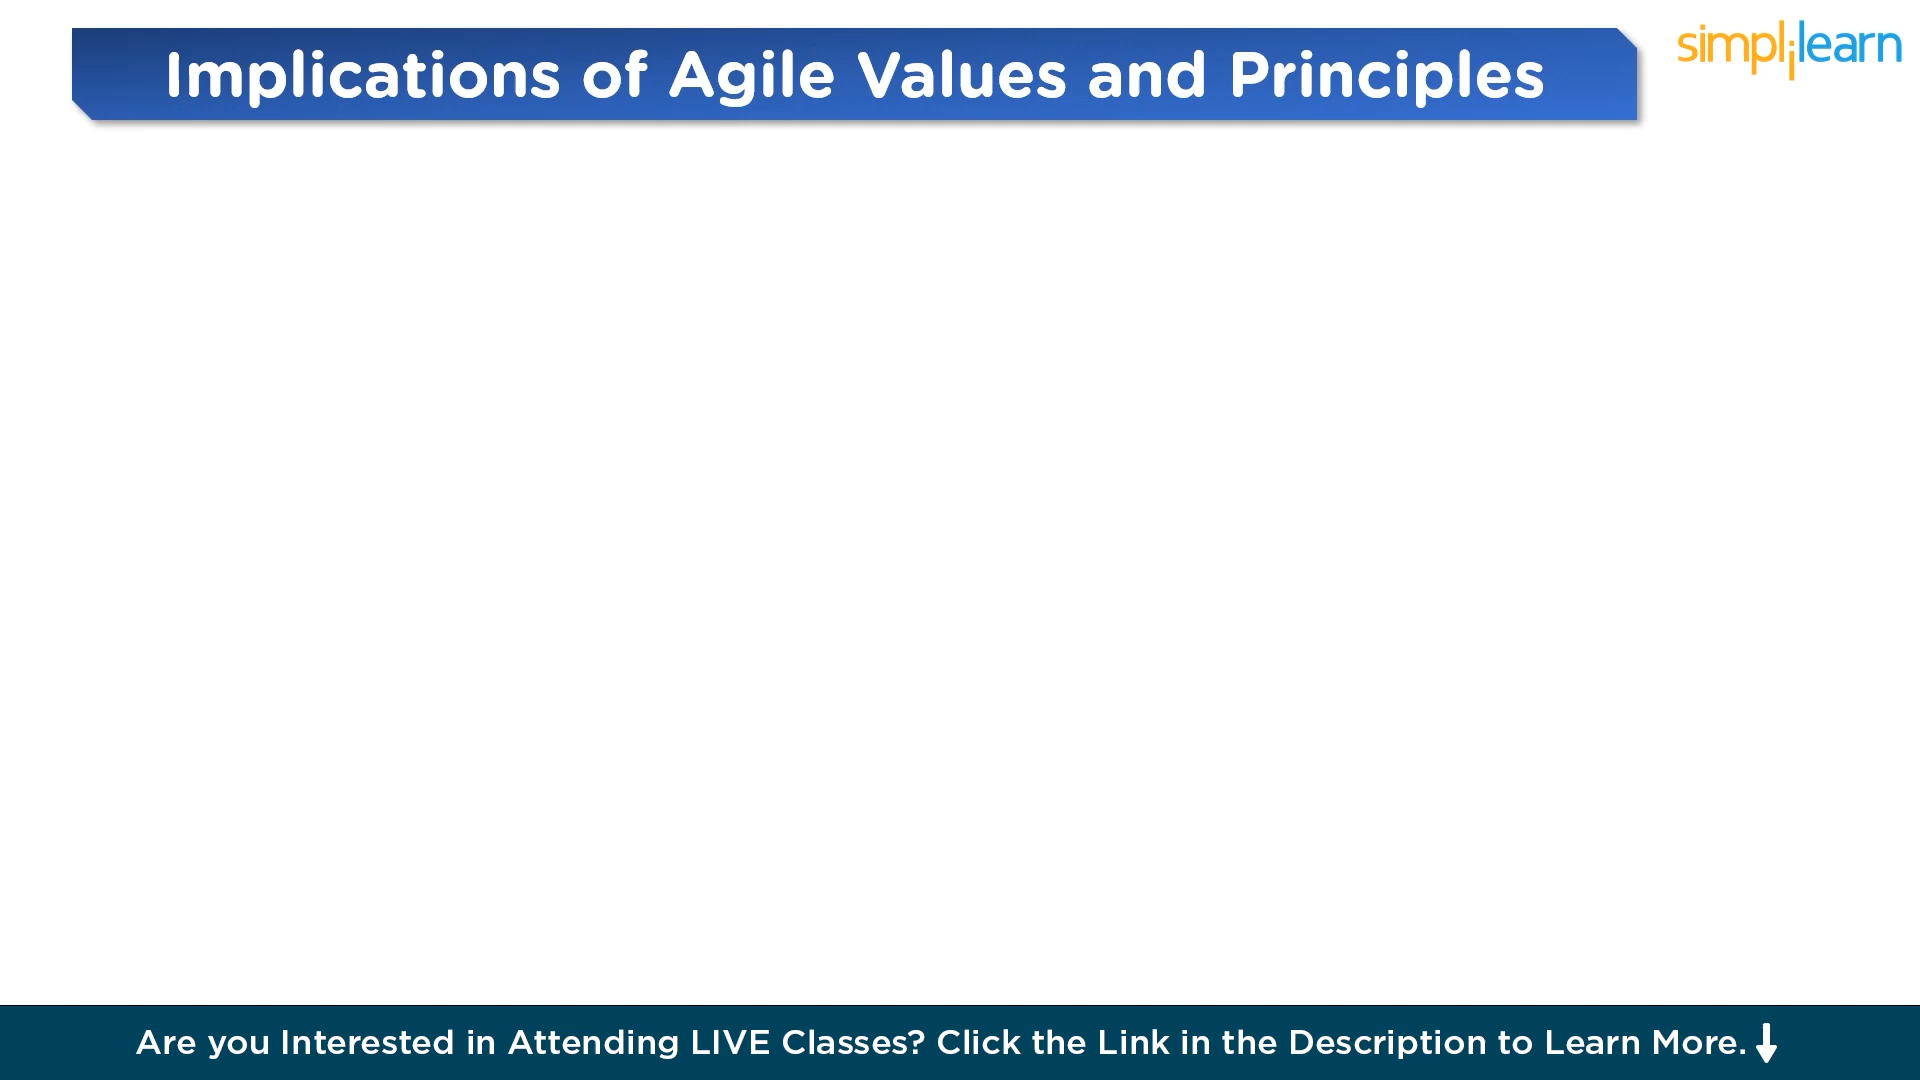 Implications of Agile Values and Principles
simplilearn
Are you Interested in Attending LIVE Classes? Click the Link in the Description to Learn More.